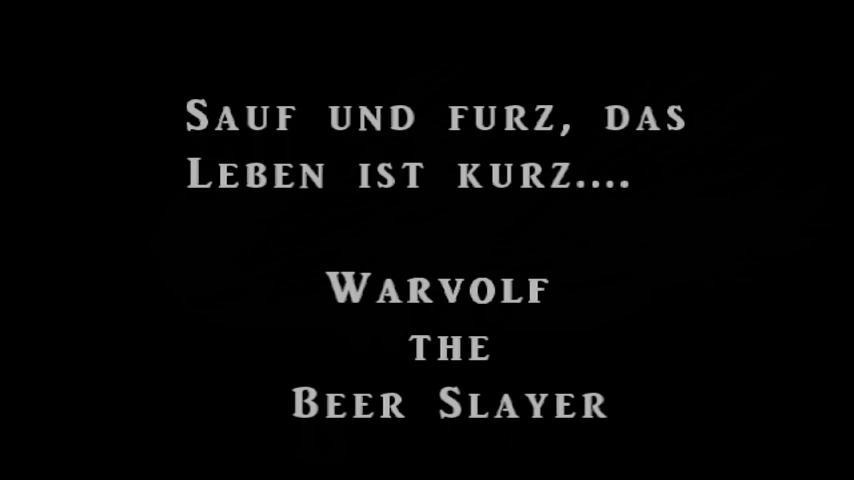 Sauf und furz, das
Leben ist kurz....
Warvolf
the
Beer Slayer